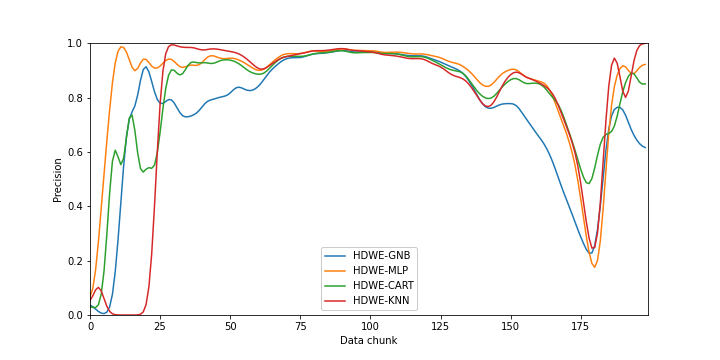 1.0
0.8
0.6
0.4
0.2
0.0
Precision
0 25 50 75 100 125 150 175
Data chunk
HDWE-GNB
HDWE-MLP
HDWE-CART
HDWE-KNN